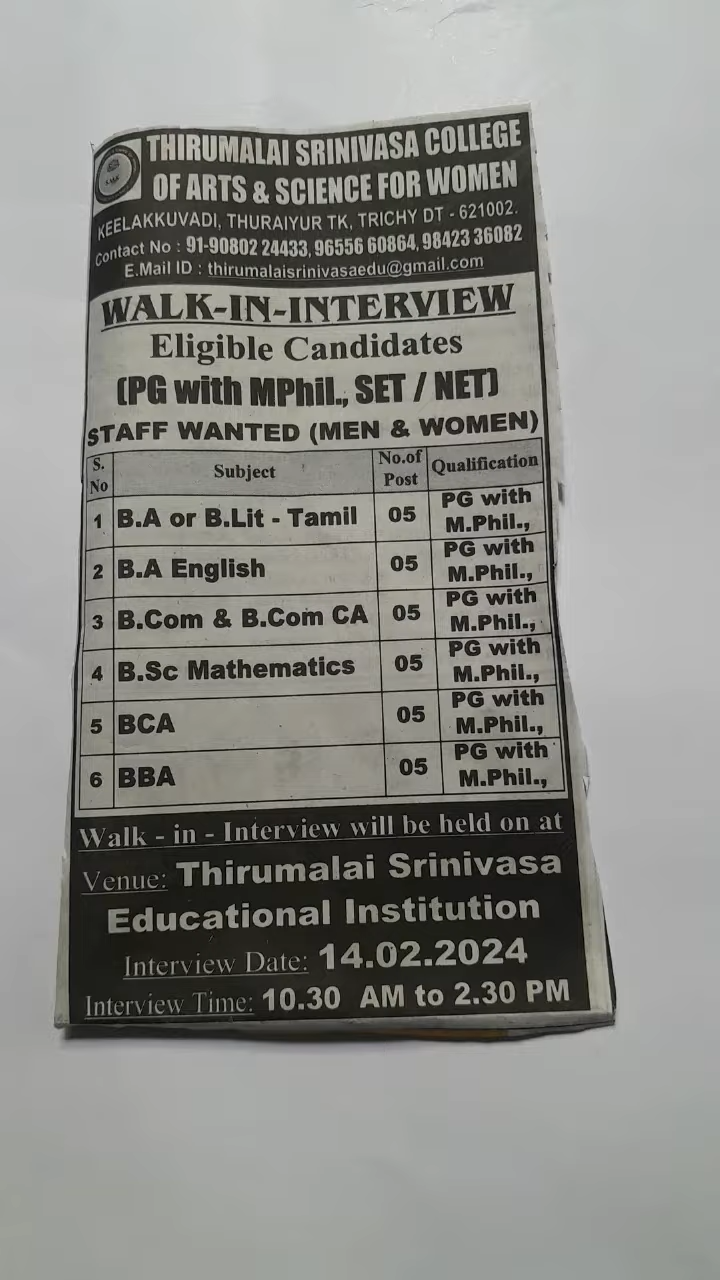 THIRUMALAI SRINIVASA COLLEGE
OF ARTS & SCIENCE FOR WOMEN
KEELAKKUVADI, THURAIYUR TK, TRICHY DT - 621002.
Contact No : 91-90802 24433, 96556 60864, 98423 36082
E.Mail ID : thirumalaisrinivasaedu@gmail.com
WALK-IN-INTERVIEW
Eligible Candidates
(PG with MPhil., SET / NET)
STAFF WANTED (MEN & WOMEN)
S. No Subject No.of Post Qualification
1 B.A or B.Lit - Tamil 05 PG with M.Phil.,
2 B.A English 05 PG with M.Phil.,
3 B.Com & B.Com CA 05 PG with M.Phil.,
4 B.Sc Mathematics 05 PG with M.Phil.,
5 BCA 05 PG with M.Phil.,
6 BBA 05 PG with M.Phil.,
Walk - in - Interview will be held on at
Venue: Thirumalai Srinivasa
Educational Institution
Interview Date: 14.02.2024
Interview Time: 10.30 AM to 2.30 PM